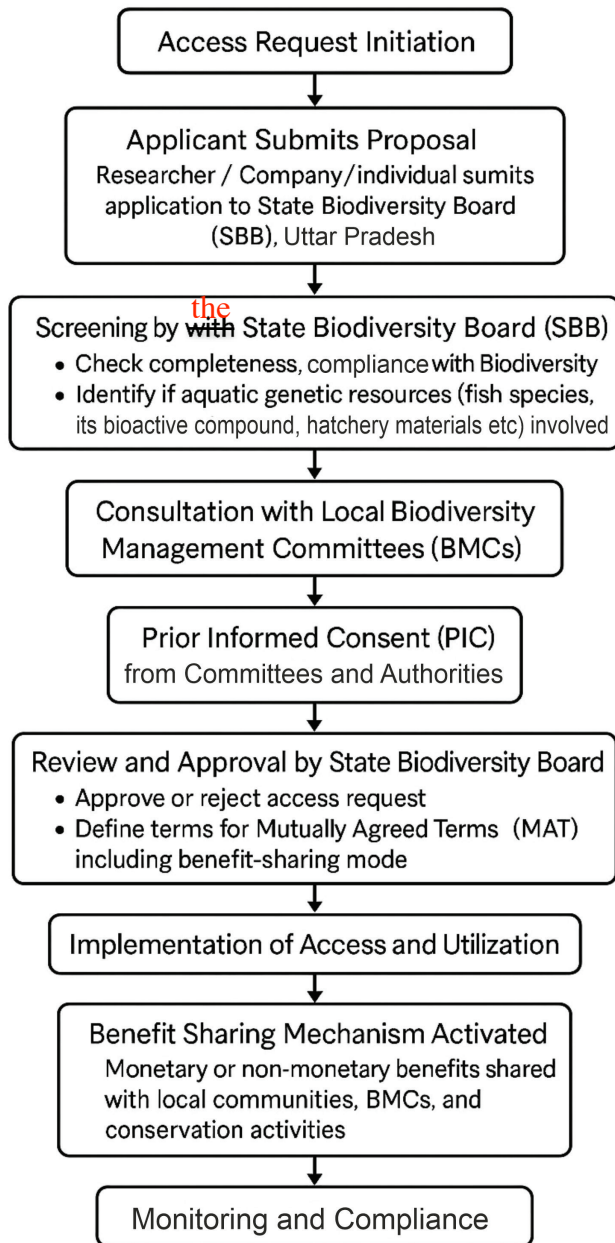 Access Request Initiation
Applicant Submits Proposal
Researcher / Company/individual sumits
application to State Biodiversity Board
(SBB), Uttar Pradesh
the
Screening by with State Biodiversity Board (SBB)
• Check completeness, compliance with Biodiversity
• Identify if aquatic genetic resources (fish species,
its bioactive compound, hatchery materials etc) involved
Consultation with Local Biodiversity
Management Committees (BMCs)
Prior Informed Consent (PIC)
from Committees and Authorities
Review and Approval by State Biodiversity Board
• Approve or reject access request
• Define terms for Mutually Agreed Terms (MAT)
including benefit-sharing mode
Implementation of Access and Utilization
Benefit Sharing Mechanism Activated
Monetary or non-monetary benefits shared
with local communities, BMCs, and
conservation activities
Monitoring and Compliance